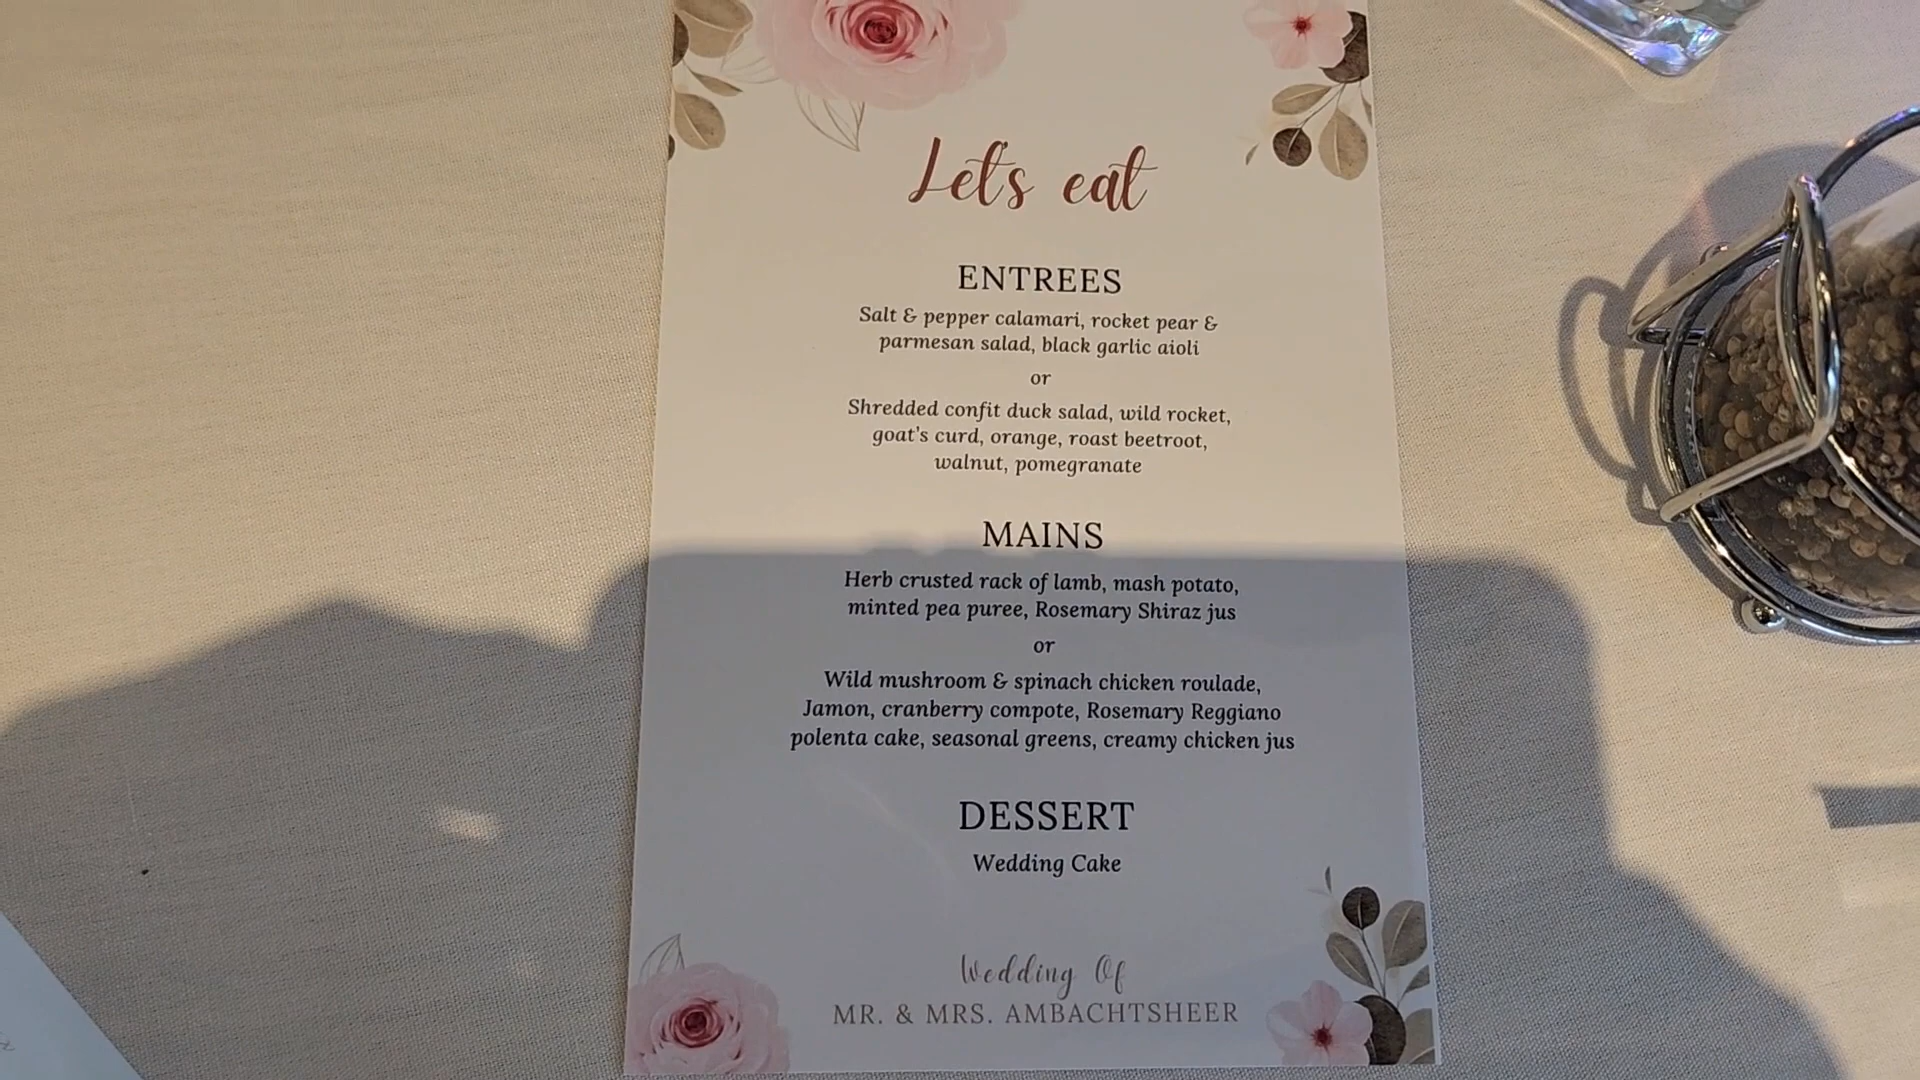 Let's eat
ENTREES
Salt & pepper calamari, rocket pear &
parmesan salad, black garlic aioli
or
Shredded confit duck salad, wild rocket,
goat's curd, orange, roast beetroot,
walnut, pomegranate
MAINS
Herb crusted rack of lamb, mash potato,
minted pea puree, Rosemary Shiraz jus
or
Wild mushroom & spinach chicken roulade,
Jamon, cranberry compote, Rosemary Reggiano
polenta cake, seasonal greens, creamy chicken jus
DESSERT
Wedding Cake
Wedding Of
MR. & MRS. AMBACHTSHEER